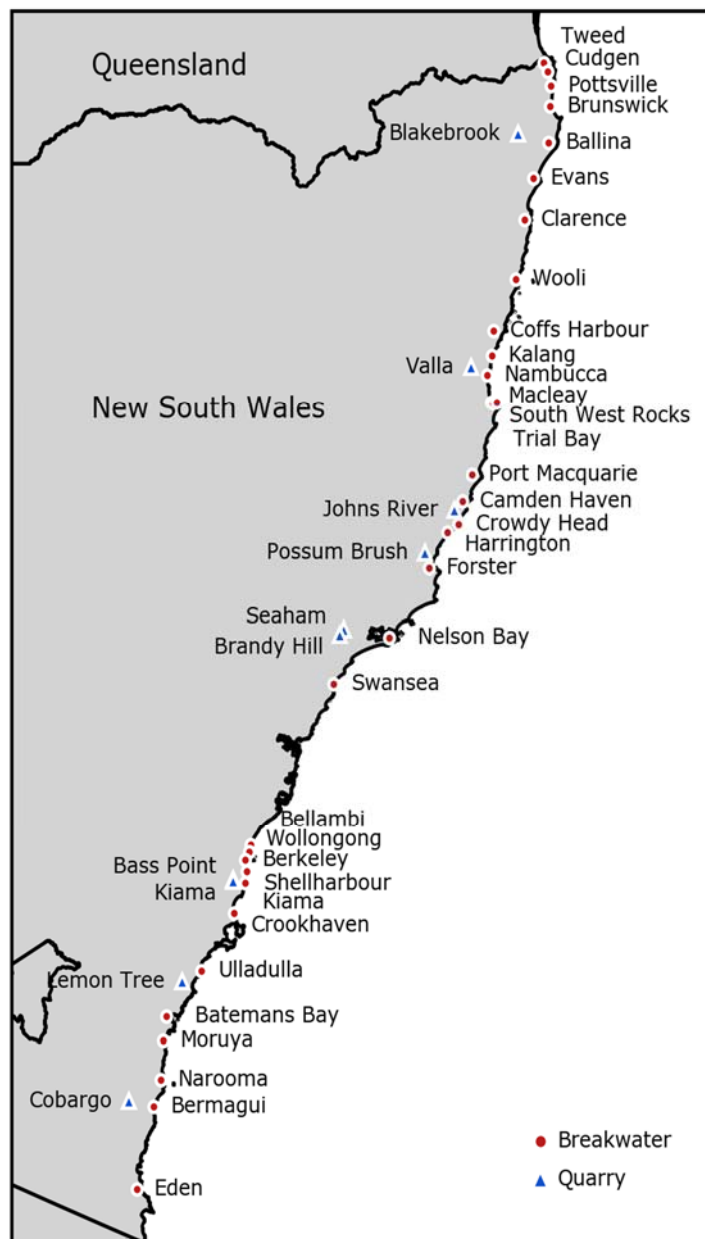 Tweed
Queensland
Cudgen
Pottsville
Brunswick
Blakebrook
Ballina
Evans
Clarence
Wooli
Coffs Harbour
Kalang
Valla
Nambucca
Macleay
New South Wales
South West Rocks
Trial Bay
Port Macquarie
Camden Haven
Johns River
Crowdy Head
Harrington
Possum Brush
Forster
Seaham
Nelson Bay
Brandy Hill
Swansea
Bellambi
Wollongong
Berkeley
Bass Point
Shellharbour
Kiama
Kiama
Crookhaven
Ulladulla
Lemon Tree
Batemans Bay
Moruya
Narooma
Cobargo
Bermagui
Breakwater
Quarry
Eden